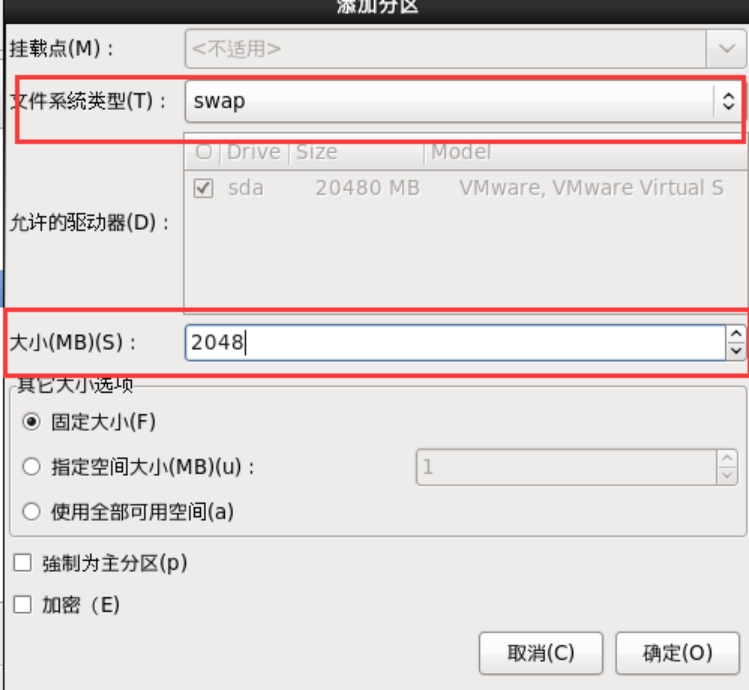 添加分区
挂载点(M)：
<不适用>
文件系统类型(T)：
swap
Drive Size Model
sda 20480 MB VMware, VMware Virtual S
允许的驱动器(D)：
大小(MB)(S)：
2048
其它大小选项
固定大小(F)
指定空间大小(MB)(u)：
1
使用全部可用空间(a)
強制为主分区(p)
加密（E)
取消(C)
确定(O)